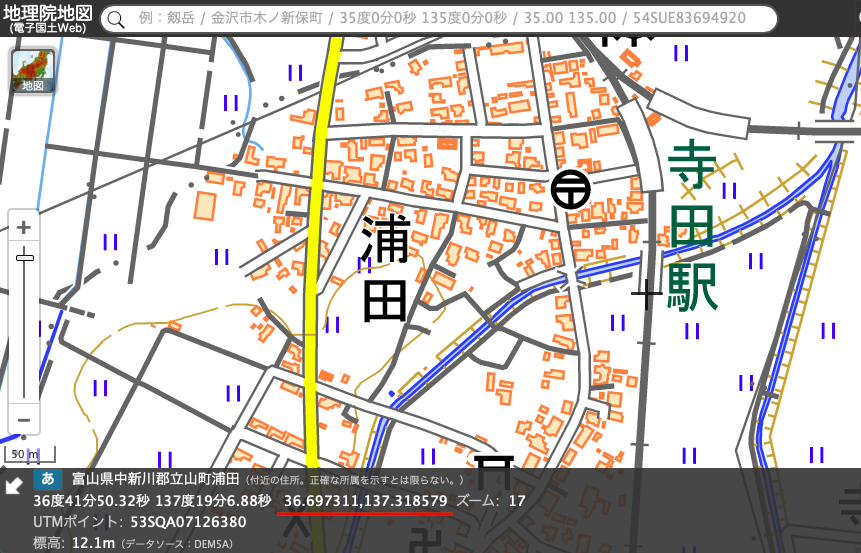 地理院地図
(電子国土Web)
例：剱岳 / 金沢市木ノ新保町 / 35度0分0秒 135度0分0秒 / 35.00 135.00 / 54SUE83694920
地図
寺田駅
浦田
50 m
あ 富山県中新川郡立山町浦田 (付近の住所。正確な所属を示すとは限らない。)
36度41分50.32秒 137度19分6.88秒 36.697311,137.318579 ズーム: 17
UTMポイント: 53SQA07126380
標高: 12.1m (データソース：DEM5A)